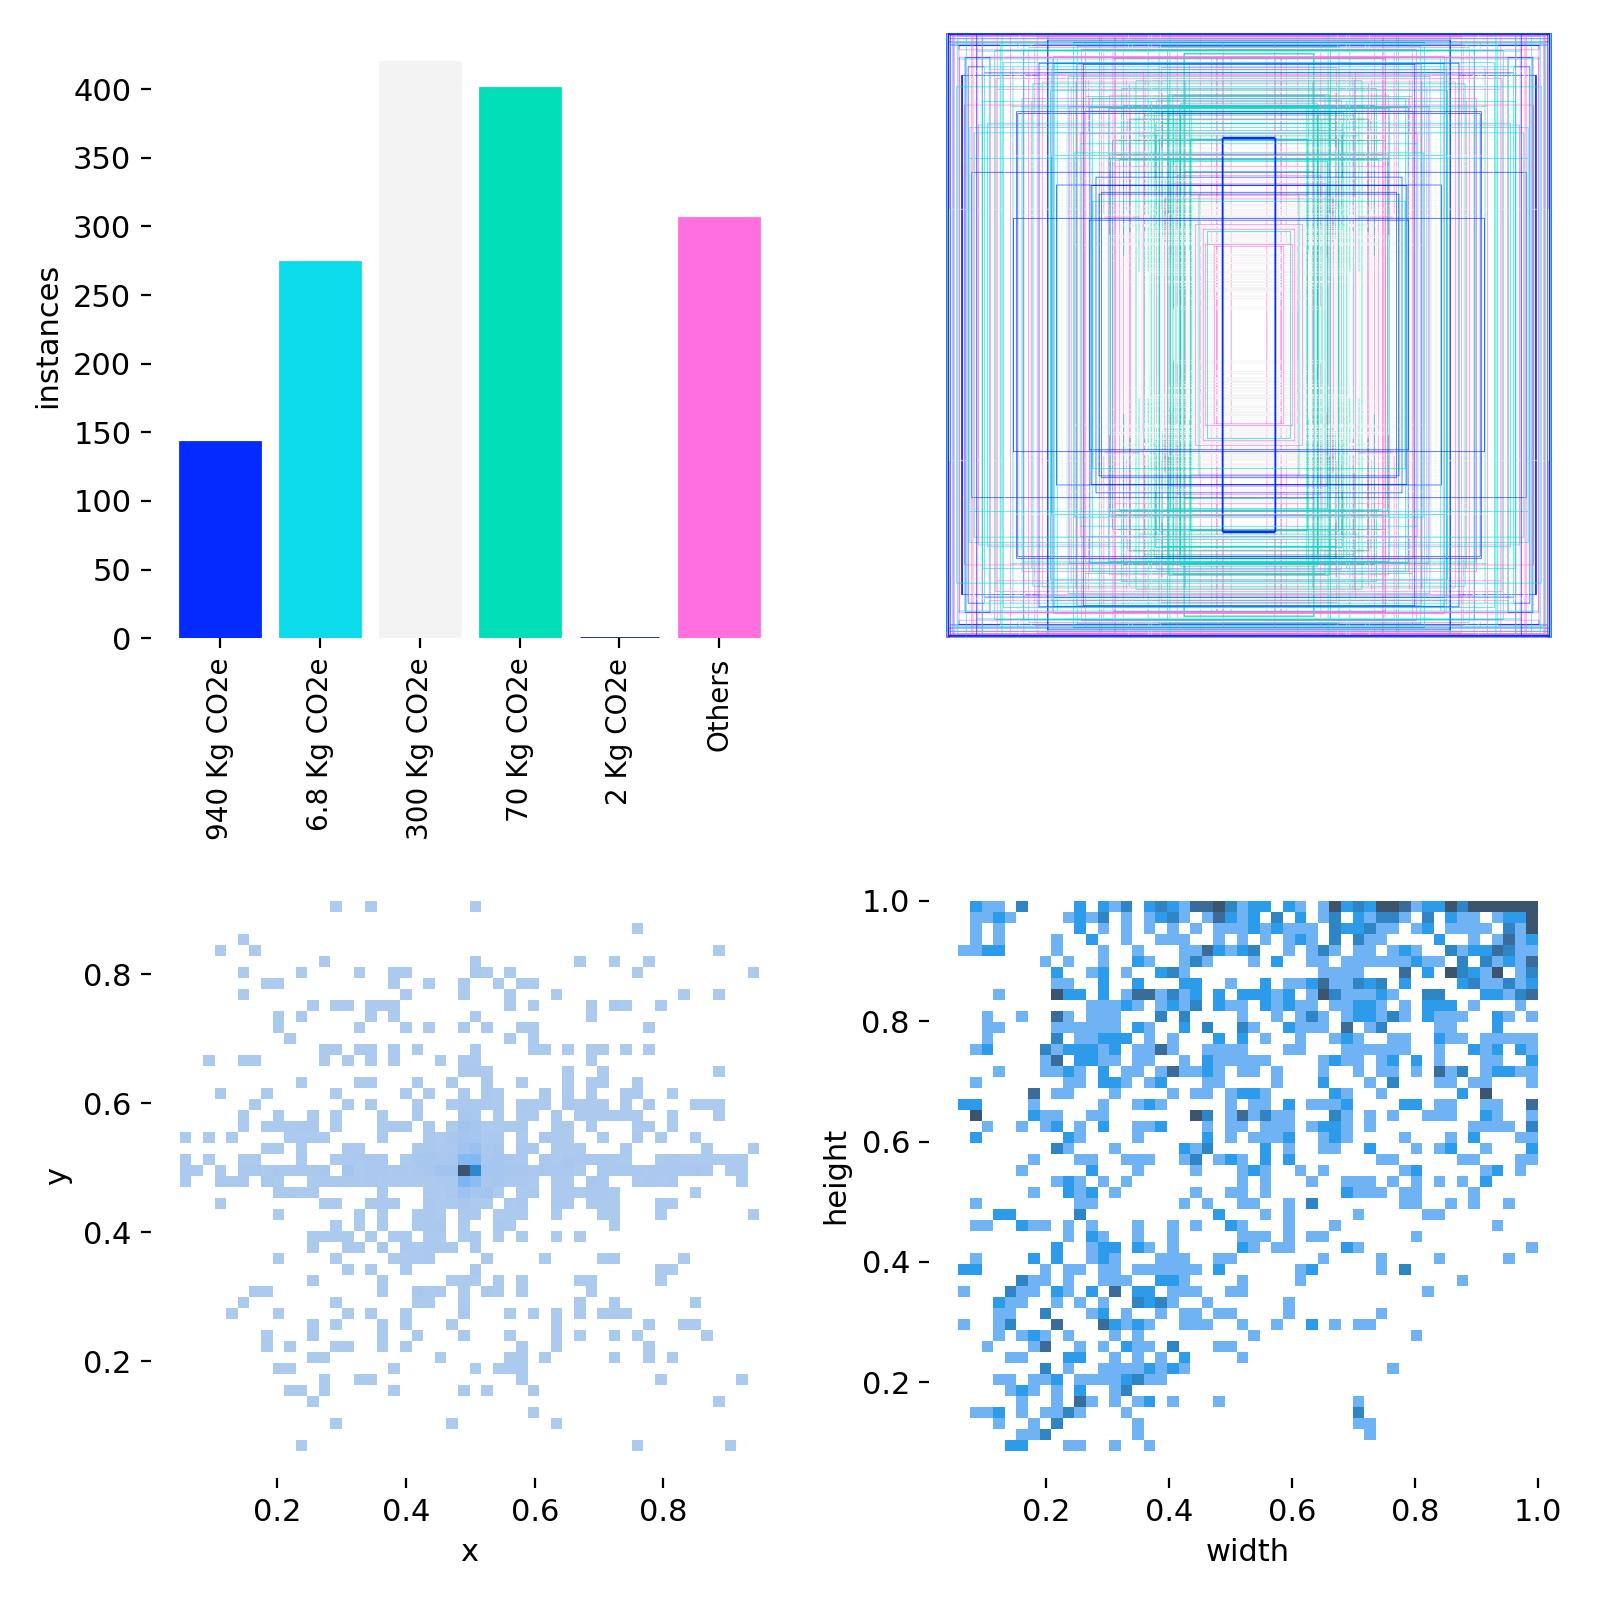 instances
400
350
300
250
200
150
100
50
0
940 Kg CO2e
6.8 Kg CO2e
300 Kg CO2e
70 Kg CO2e
2 Kg CO2e
Others
y
0.8
0.6
0.4
0.2
0.2 0.4 0.6 0.8
x
height
1.0
0.8
0.6
0.4
0.2
0.2 0.4 0.6 0.8 1.0
width